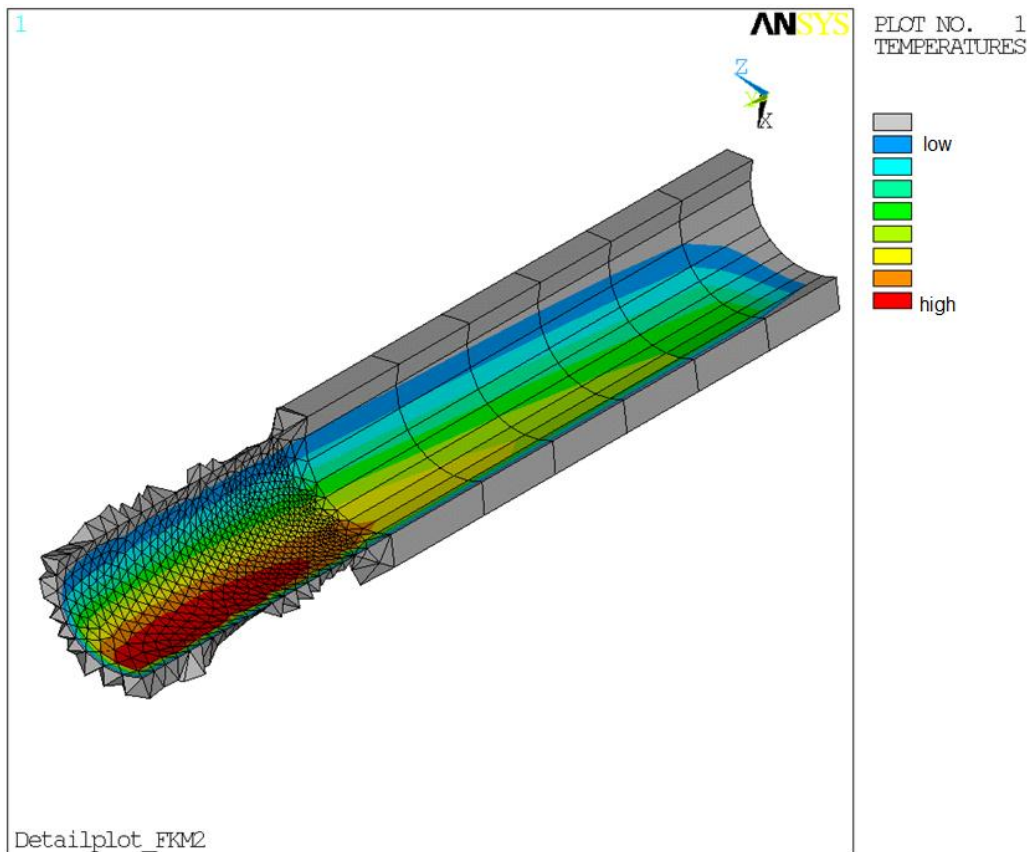 1
ANSYS
PLOT NO. 1
TEMPERATURES
Z
Y
X
low
high
Detailplot_FKM2